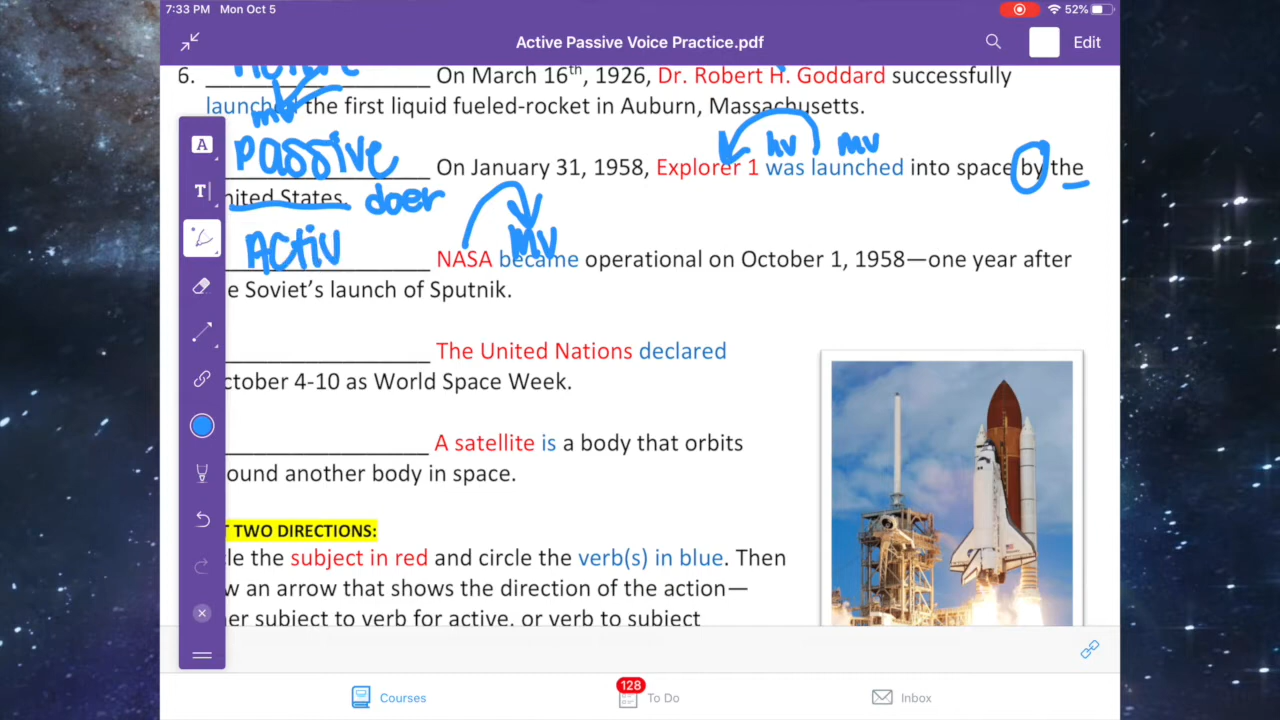 7:33 PM Mon Oct 5 52%
Active Passive Voice Practice.pdf Edit
6. ____________________ On March 16th, 1926, Dr. Robert H. Goddard successfully
launched the first liquid fueled-rocket in Auburn, Massachusetts.
mv
hv mv
Passive On January 31, 1958, Explorer 1 was launched into space by the
nited States. doer
Activ mv
NASA became operational on October 1, 1958—one year after
e Soviet's launch of Sputnik.
____________________ The United Nations declared
ctober 4-10 as World Space Week.
____________________ A satellite is a body that orbits
ound another body in space.
T TWO DIRECTIONS:
le the subject in red and circle the verb(s) in blue. Then
w an arrow that shows the direction of the action—
er subject to verb for active, or verb to subject
A
T
Courses 128 To Do Inbox